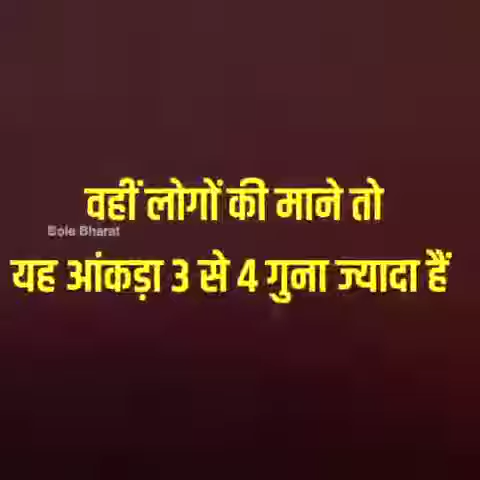 वहीं लोगों की माने तो
Bole Bharat
यह आंकड़ा 3 से 4 गुना ज्यादा हैं